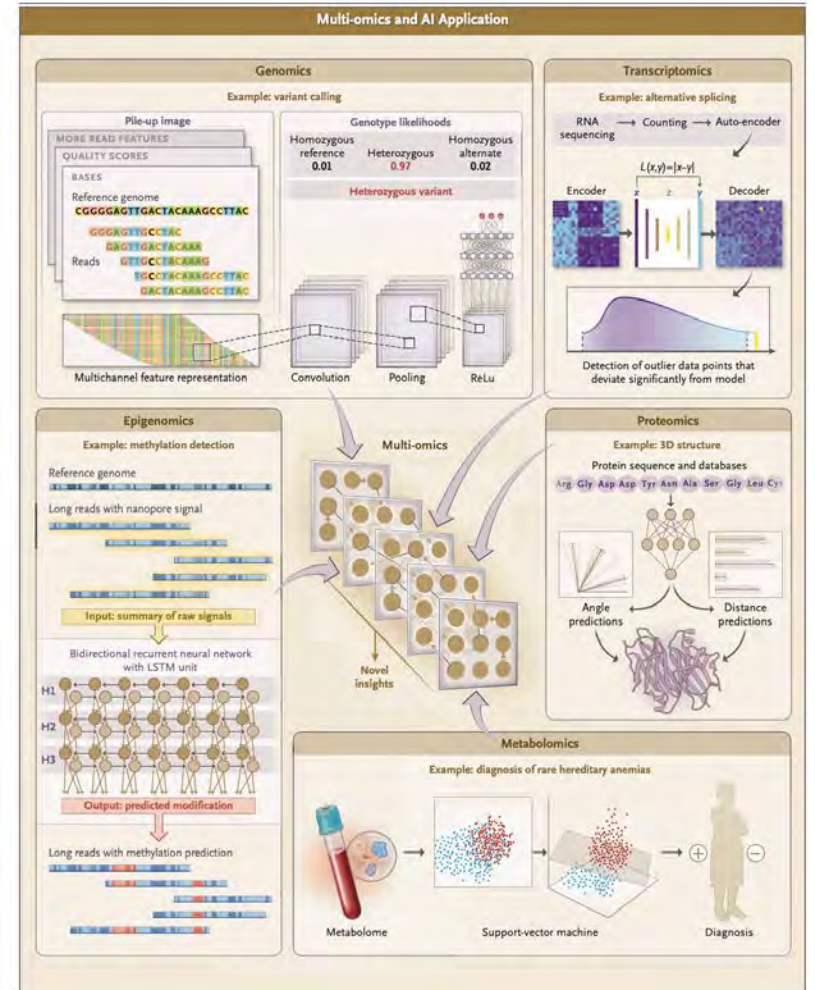 Multi-omics and AI Application
Genomics
Example: variant calling
Pile-up image
MORE READ FEATURES
QUALITY SCORES
BASES
Reference genome
CGGGGAGTTGACTACAAAGCCTTAC
GGGAGTTGCCTAC
GAGTTGACTACAAA
Reads
GTTGCCTACAAAG
TGCCTACAAAGCCTTAC
GACTACAAAGCCTTAC
Multichannel feature representation
Genotype likelihoods
Homozygous
reference
0.01
Heterozygous
0.97
Homozygous
alternate
0.02
Heterozygous variant
Convolution
Pooling
ReLu
Transcriptomics
Example: alternative splicing
RNA
sequencing
Counting
Auto-encoder
L(x,y)=|x−y|
Encoder
x
z
y
Decoder
Detection of outlier data points that
deviate significantly from model
Epigenomics
Example: methylation detection
Reference genome
Long reads with nanopore signal
Input: summary of raw signals
Bidirectional recurrent neural network
with LSTM unit
H1
H2
H3
Output: predicted modification
Long reads with methylation prediction
Multi-omics
Novel
insights
Proteomics
Example: 3D structure
Protein sequence and databases
Arg Gly Asp Asp Tyr Asn Ala Ser Gly Leu Cys
Angle
predictions
Distance
predictions
Metabolomics
Example: diagnosis of rare hereditary anemias
Metabolome
Support-vector machine
+
−
Diagnosis